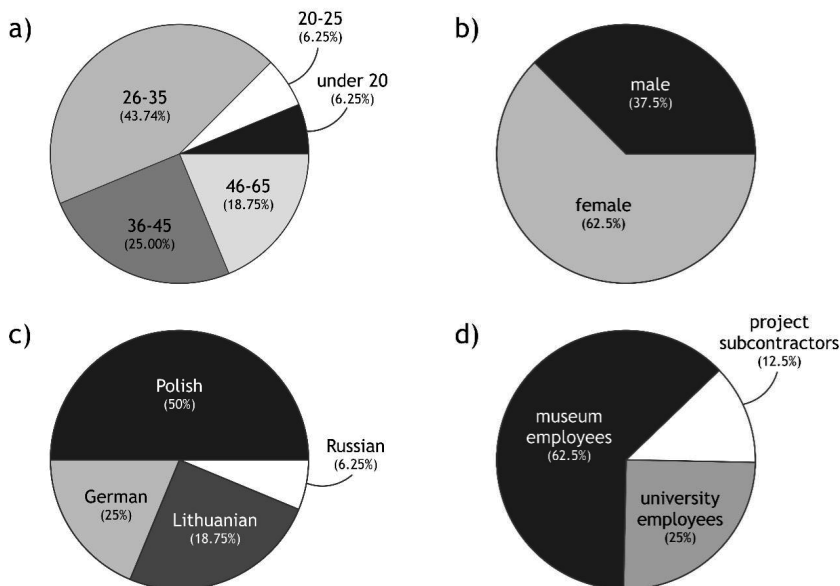 a)
20-25
(6.25%)
under 20
(6.25%)
26-35
(43.74%)
46-65
(18.75%)
36-45
(25.00%)
b)
male
(37.5%)
female
(62.5%)
c)
Polish
(50%)
Russian
(6.25%)
German
(25%)
Lithuanian
(18.75%)
d)
project
subcontractors
(12.5%)
museum
employees
(62.5%)
university
employees
(25%)